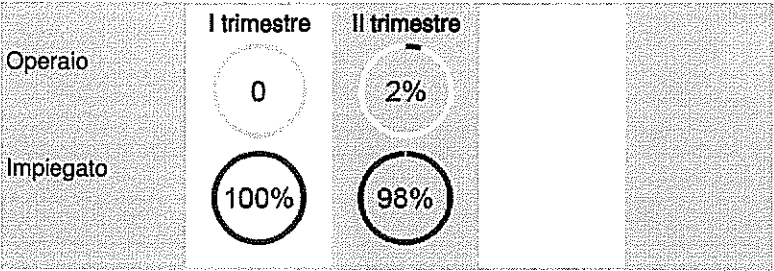 I trimestre II trimestre
Operaio
0 2%
Impiegato
100% 98%